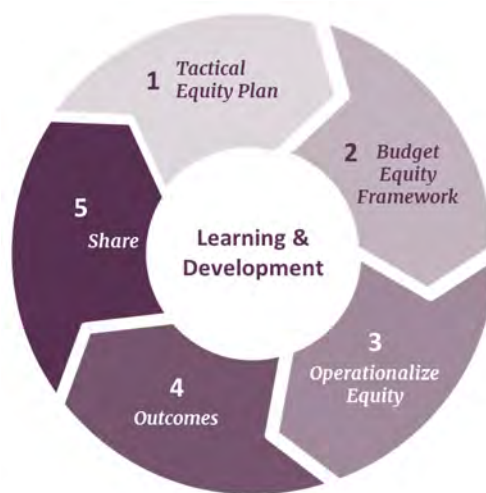 1 Tactical
Equity Plan
2 Budget
Equity
Framework
3
Operationalize
Equity
4
Outcomes
5
Share
Learning &
Development